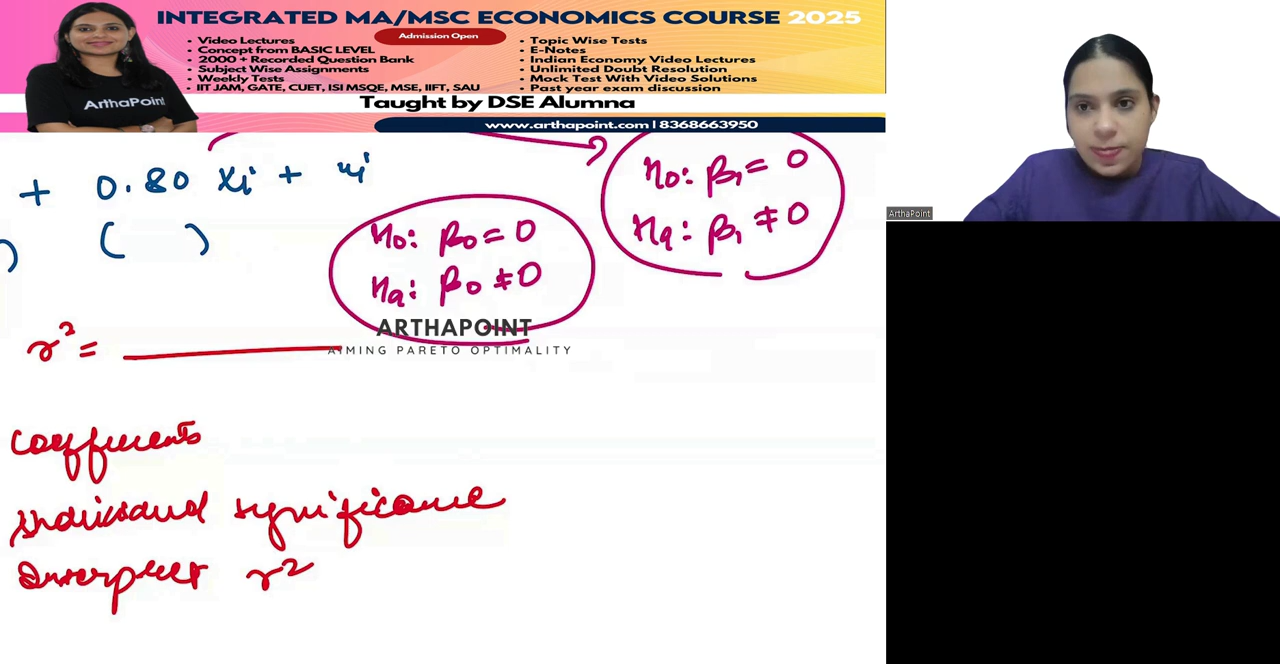 INTEGRATED MA/MSC ECONOMICS COURSE 2025
Admission Open
• Video Lectures
• Concept from BASIC LEVEL
• 2000 + Recorded Question Bank
• Subject Wise Assignments
• Weekly Tests
• IIT JAM, GATE, CUET, ISI MSQE, MSE, IIFT, SAU
• Topic Wise Tests
• E-Notes
• Indian Economy Video Lectures
• Unlimited Doubt Resolution
• Mock Test With Video Solutions
• Past year exam discussion
ArthaPoint
Taught by DSE Alumna
www.arthapoint.com | 8368663950
ArthaPoint
+ 0.80 Xi + ui
) ( )
H0: β1 = 0
Ha: β1 ≠ 0
H0: β0 = 0
Ha: β0 ≠ 0
ARTHAPOINT
AIMING PARETO OPTIMALITY
r² =
coefficients
Individual significance
Interpret r²